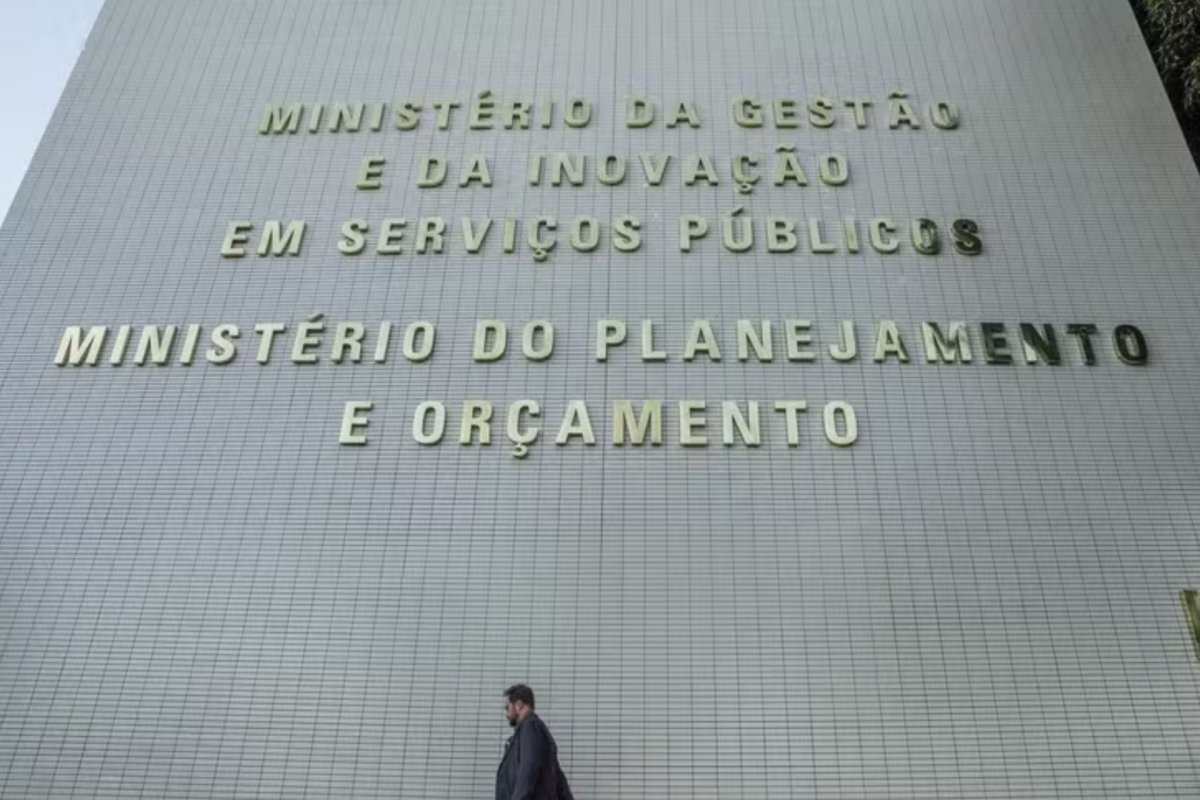 MINISTÉRIO DA GESTÃO
E DA INOVAÇÃO
EM SERVIÇOS PÚBLICOS
MINISTÉRIO DO PLANEJAMENTO
E ORÇAMENTO